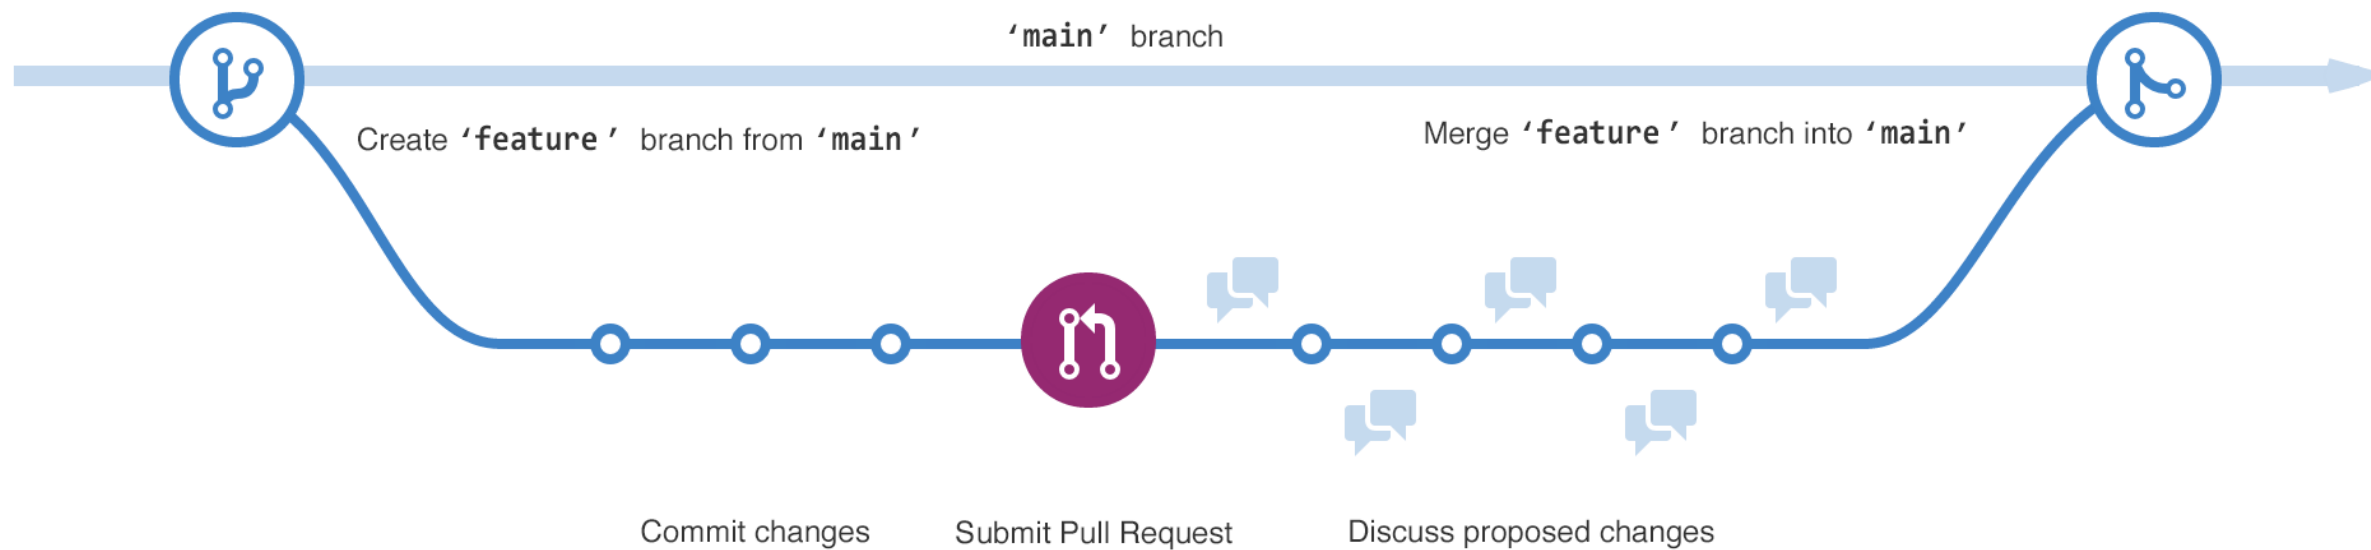 ‘main’ branch
Create ‘feature’ branch from ‘main’
Merge ‘feature’ branch into ‘main’
Commit changes
Submit Pull Request
Discuss proposed changes